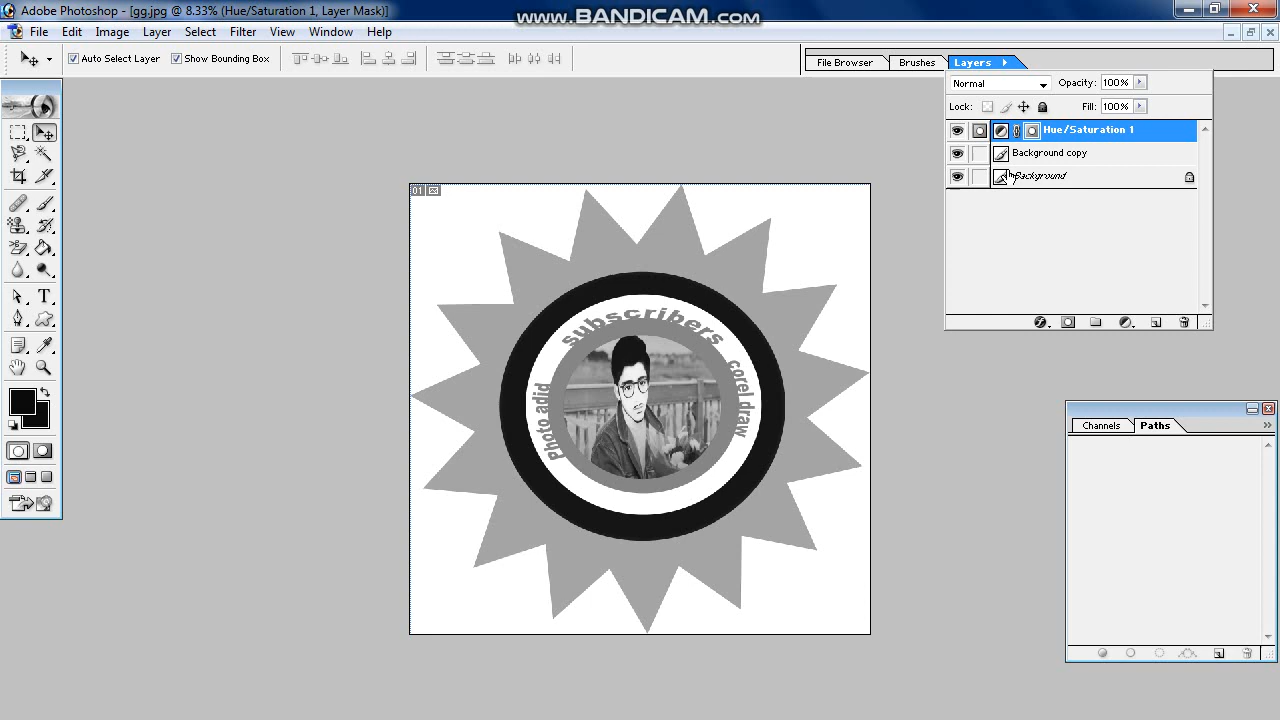 Adobe Photoshop - [gg.jpg @ 8.33% (Hue/Saturation 1, Layer Mask)]
www.BANDICAM.com
File Edit Image Layer Select Filter View Window Help
Auto Select Layer Show Bounding Box
File Browser Brushes Layers
Normal Opacity: 100%
Lock: Fill: 100%
Hue/Saturation 1
Background copy
Background
01
subscribers
Photo adid
corel draw
Channels Paths